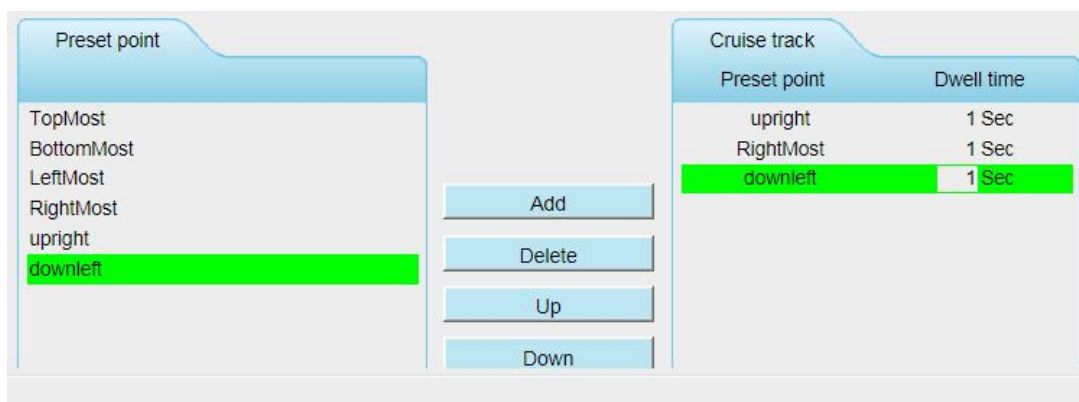 Preset point
TopMost
BottomMost
LeftMost
RightMost
upright
downleft
Add
Delete
Up
Down
Cruise track
Preset point Dwell time
upright 1 Sec
RightMost 1 Sec
downleft 1 Sec